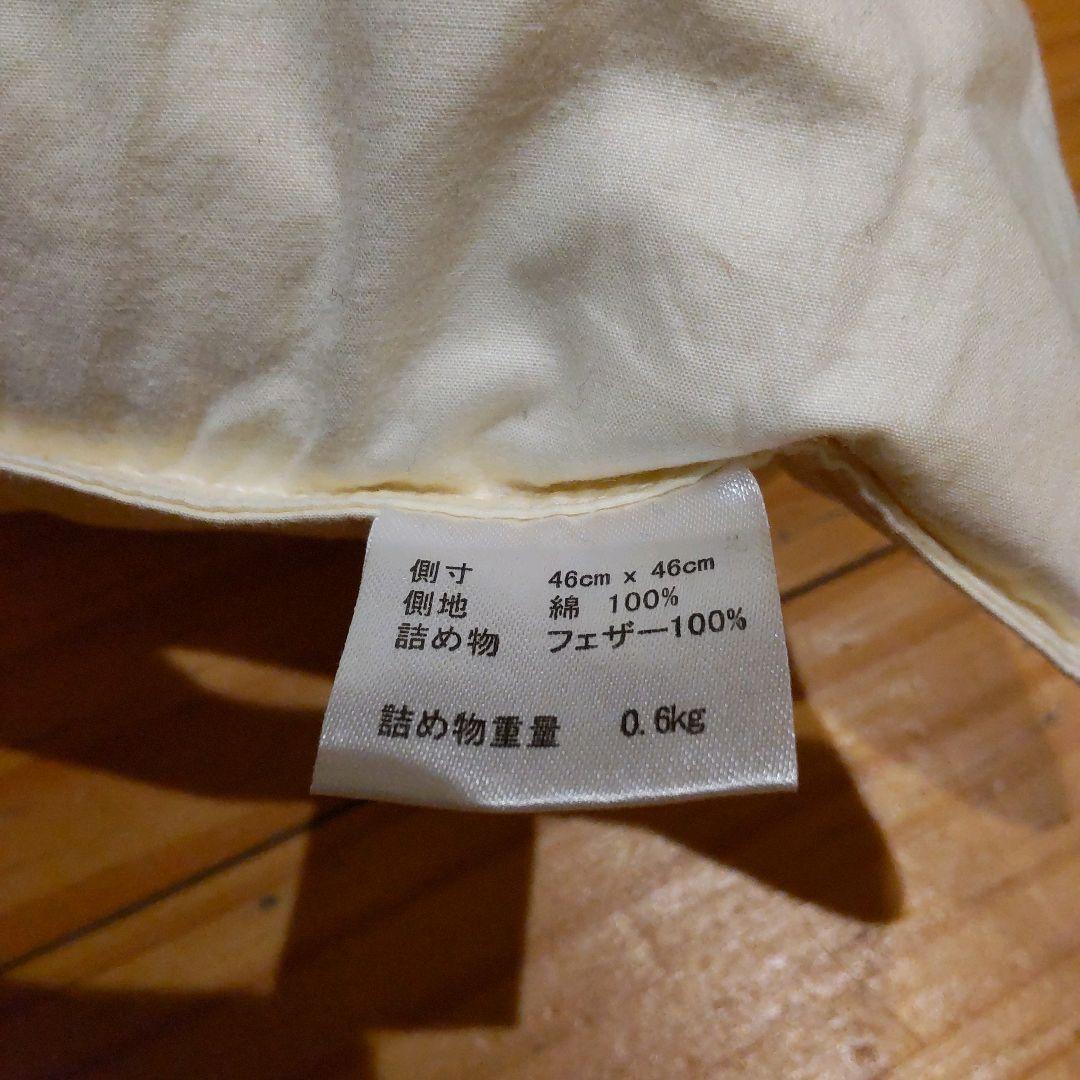 側寸 46cm x 46cm
側地 綿 100%
詰め物 フェザー100%
詰め物重量 0.6kg